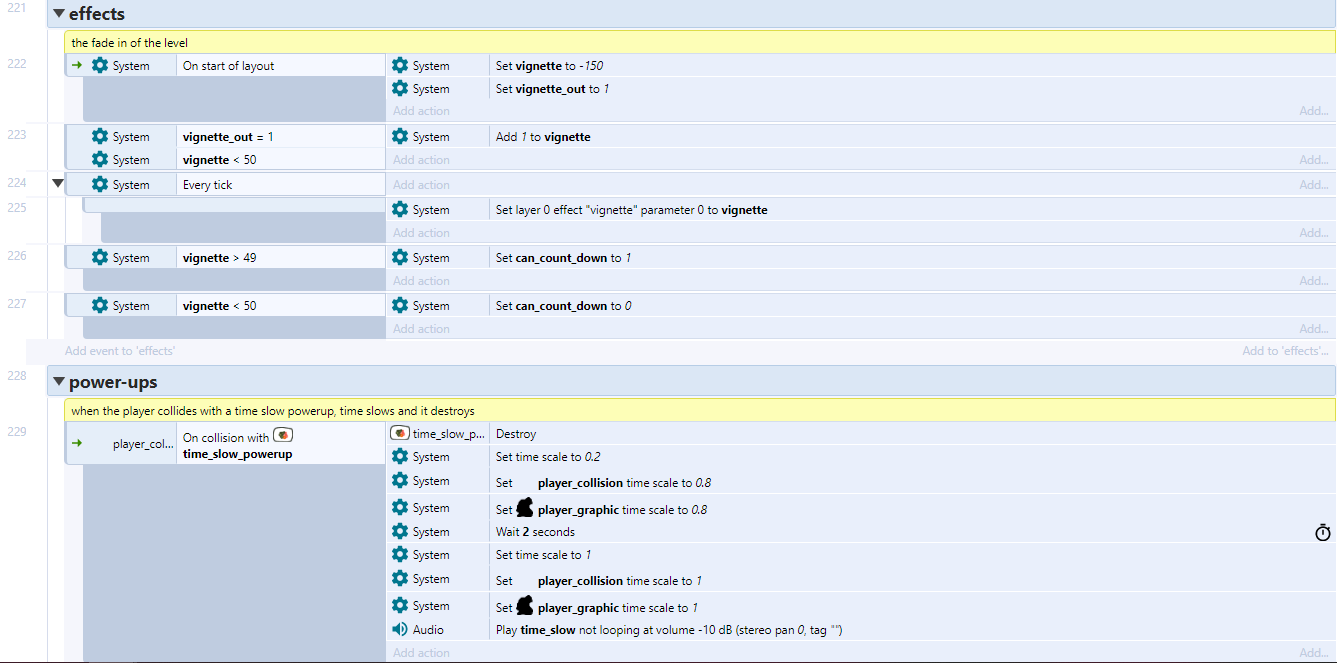 221
effects
the fade in of the level
222 System On start of layout System Set vignette to -150
System Set vignette_out to 1
Add action Add...
223 System vignette_out = 1 System Add 1 to vignette
System vignette < 50 Add action Add...
224 System Every tick Add action Add...
225 System Set layer 0 effect "vignette" parameter 0 to vignette
Add action Add...
226 System vignette > 49 System Set can_count_down to 1
Add action Add...
227 System vignette < 50 System Set can_count_down to 0
Add action Add...
Add event to 'effects' Add to 'effects'...
228
power-ups
when the player collides with a time slow powerup, time slows and it destroys
229 player_col... On collision with time_slow_p... Destroy
time_slow_powerup
System Set time scale to 0.2
System Set player_collision time scale to 0.8
System Set player_graphic time scale to 0.8
System Wait 2 seconds
System Set time scale to 1
System Set player_collision time scale to 1
System Set player_graphic time scale to 1
Audio Play time_slow not looping at volume -10 dB (stereo pan 0, tag "")
Add action Add...